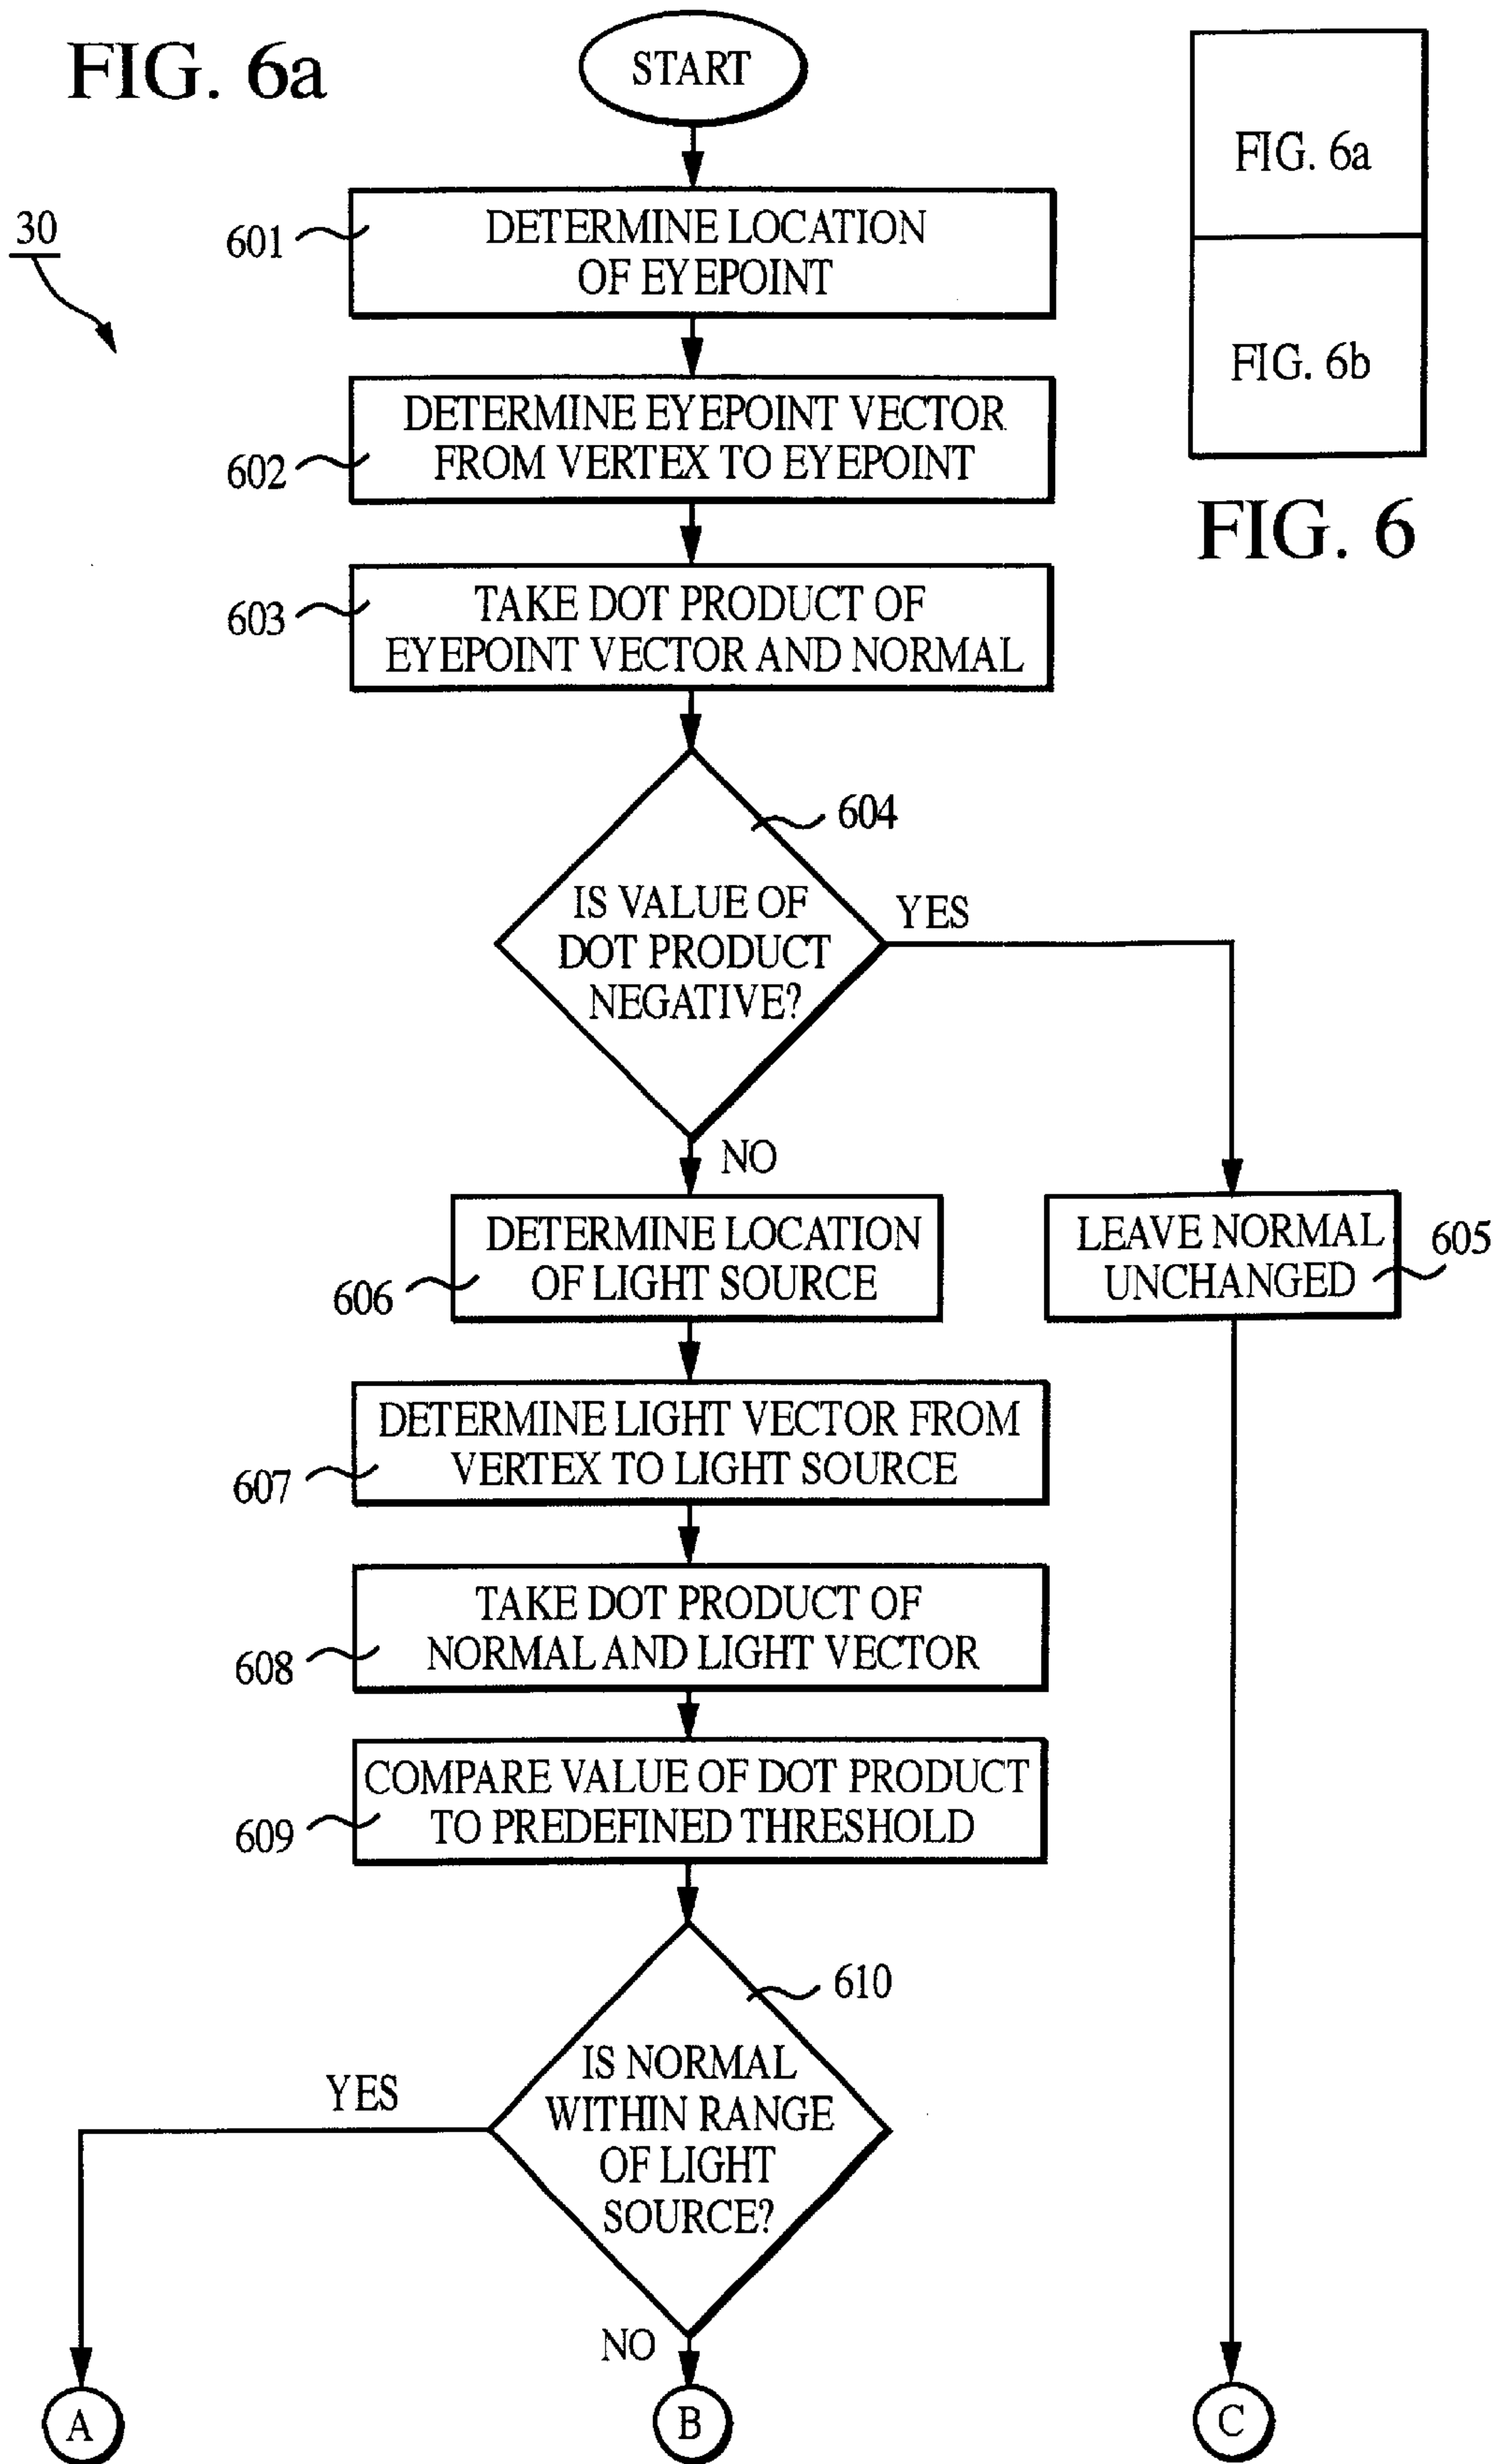 FIG. 6a
START
FIG. 6a
FIG. 6b
FIG. 6
30
601
DETERMINE LOCATION
OF EYEPOINT
602
DETERMINE EYEPOINT VECTOR
FROM VERTEX TO EYEPOINT
603
TAKE DOT PRODUCT OF
EYEPOINT VECTOR AND NORMAL
604
IS VALUE OF
DOT PRODUCT
NEGATIVE?
YES
NO
606
DETERMINE LOCATION
OF LIGHT SOURCE
LEAVE NORMAL
UNCHANGED
605
607
DETERMINE LIGHT VECTOR FROM
VERTEX TO LIGHT SOURCE
608
TAKE DOT PRODUCT OF
NORMAL AND LIGHT VECTOR
609
COMPARE VALUE OF DOT PRODUCT
TO PREDEFINED THRESHOLD
610
IS NORMAL
WITHIN RANGE
OF LIGHT
SOURCE?
YES
NO
A
B
C